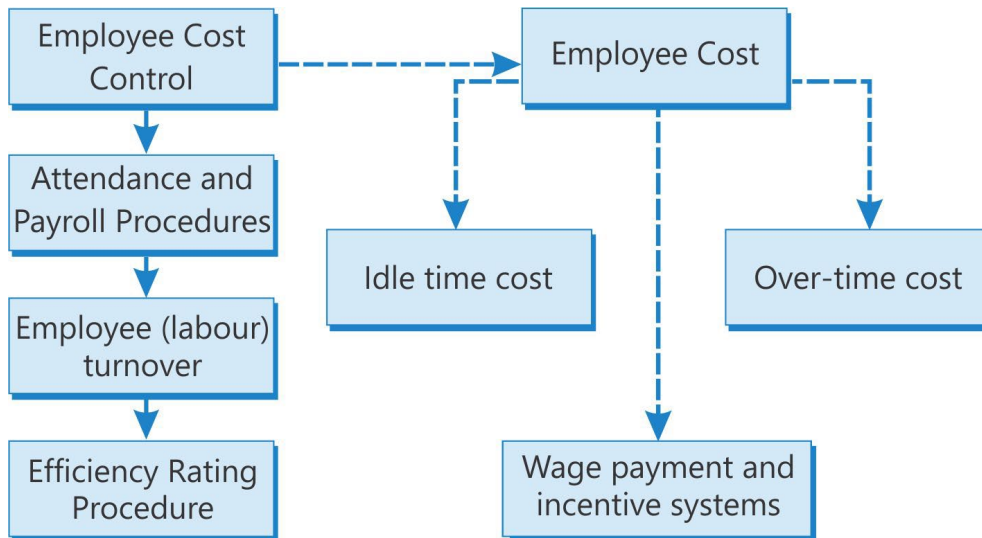 Employee Cost
Control
Employee Cost
Attendance and
Payroll Procedures
Idle time cost
Over-time cost
Employee (labour)
turnover
Efficiency Rating
Procedure
Wage payment and
incentive systems